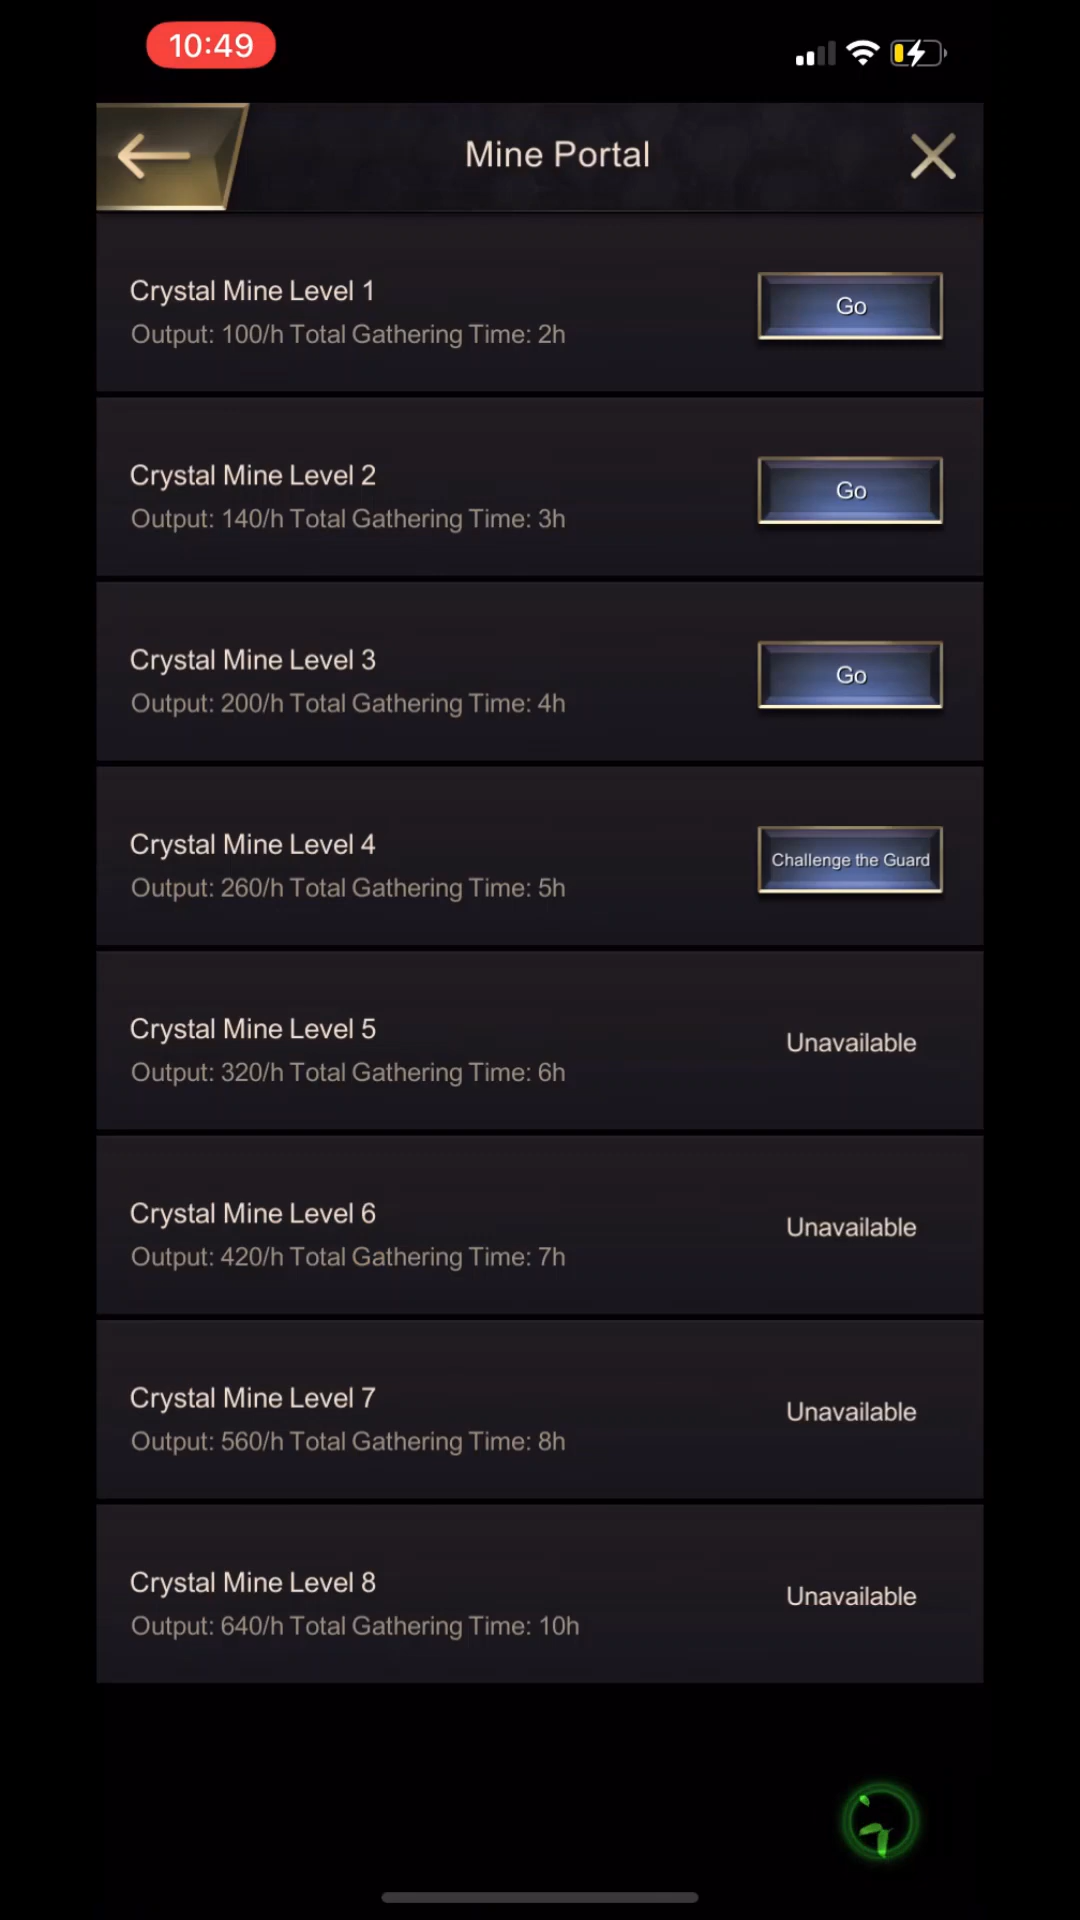 10:49
Mine Portal
Crystal Mine Level 1
Output: 100/h Total Gathering Time: 2h
Go
Crystal Mine Level 2
Output: 140/h Total Gathering Time: 3h
Go
Crystal Mine Level 3
Output: 200/h Total Gathering Time: 4h
Go
Crystal Mine Level 4
Output: 260/h Total Gathering Time: 5h
Challenge the Guard
Crystal Mine Level 5
Output: 320/h Total Gathering Time: 6h
Unavailable
Crystal Mine Level 6
Output: 420/h Total Gathering Time: 7h
Unavailable
Crystal Mine Level 7
Output: 560/h Total Gathering Time: 8h
Unavailable
Crystal Mine Level 8
Output: 640/h Total Gathering Time: 10h
Unavailable